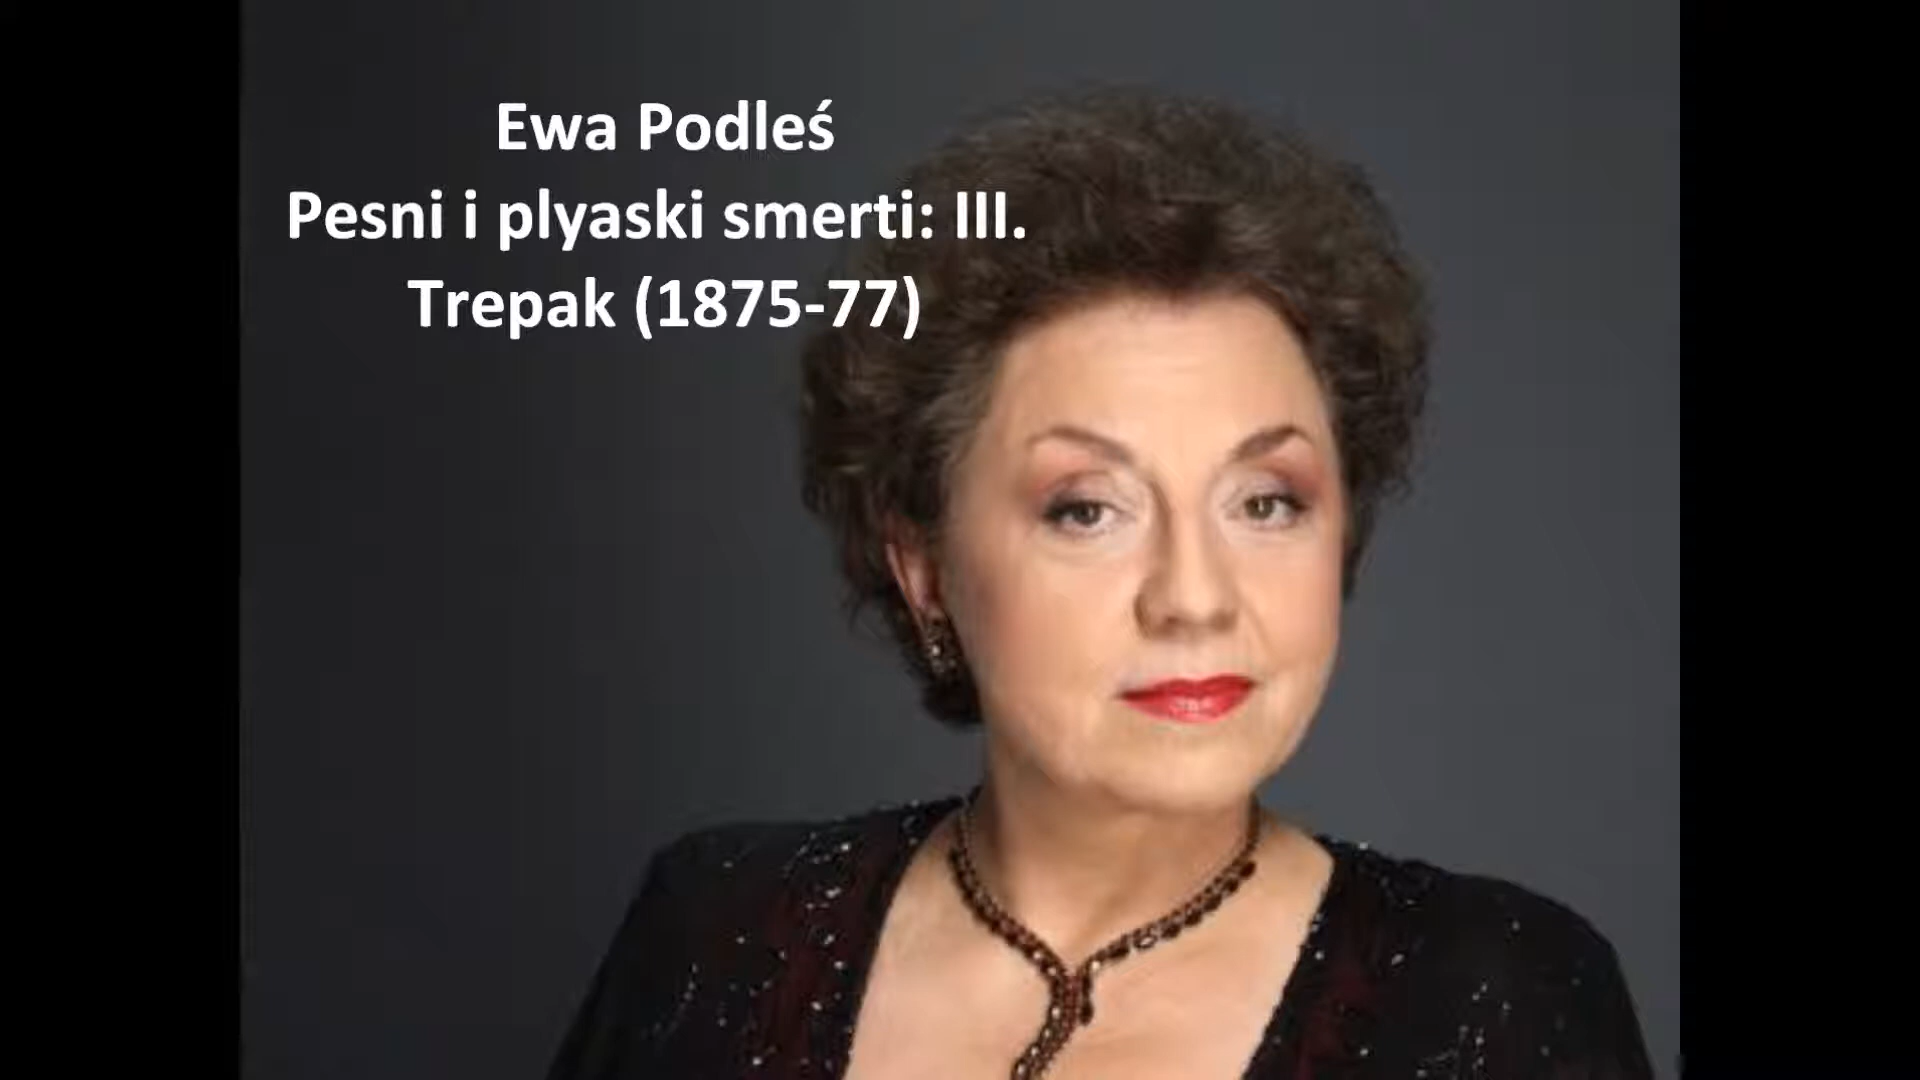 Ewa Podleś
Pesni i plyaski smerti: III.
Trepak (1875-77)